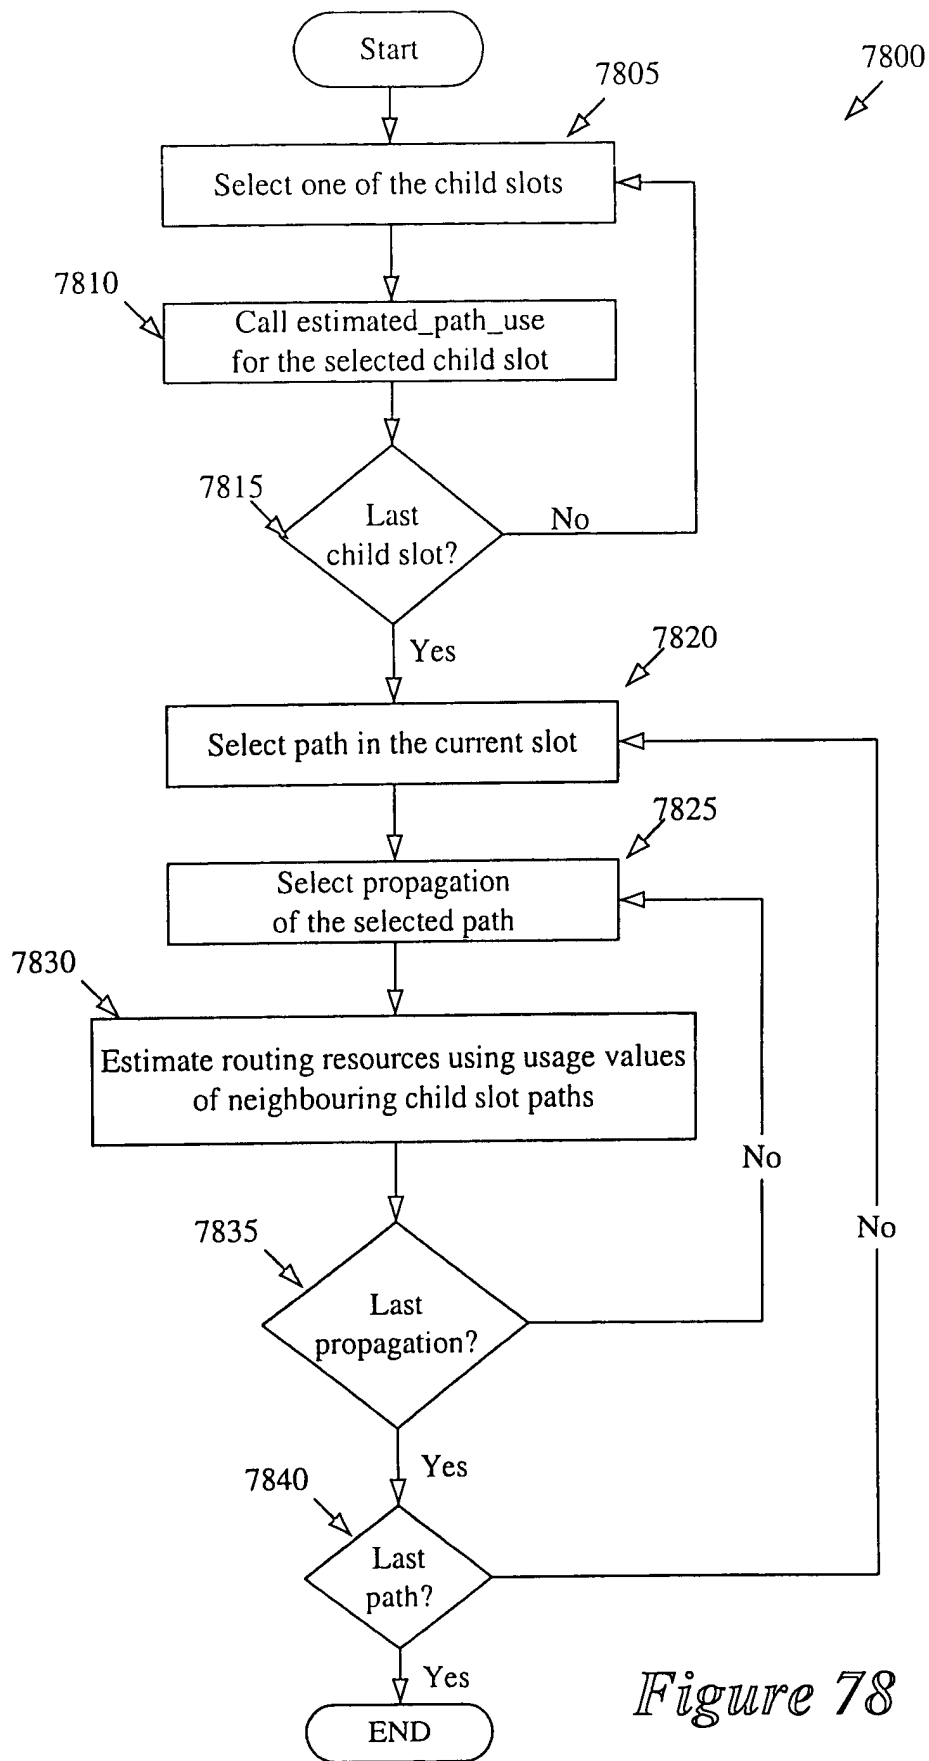 Start
7800
7805
Select one of the child slots
7810
Call estimated_path_use
for the selected child slot
7815
Last
child slot?
No
Yes
7820
Select path in the current slot
7825
Select propagation
of the selected path
7830
Estimate routing resources using usage values
of neighbouring child slot paths
No
No
7835
Last
propagation?
Yes
7840
Last
path?
Yes
END
Figure 78